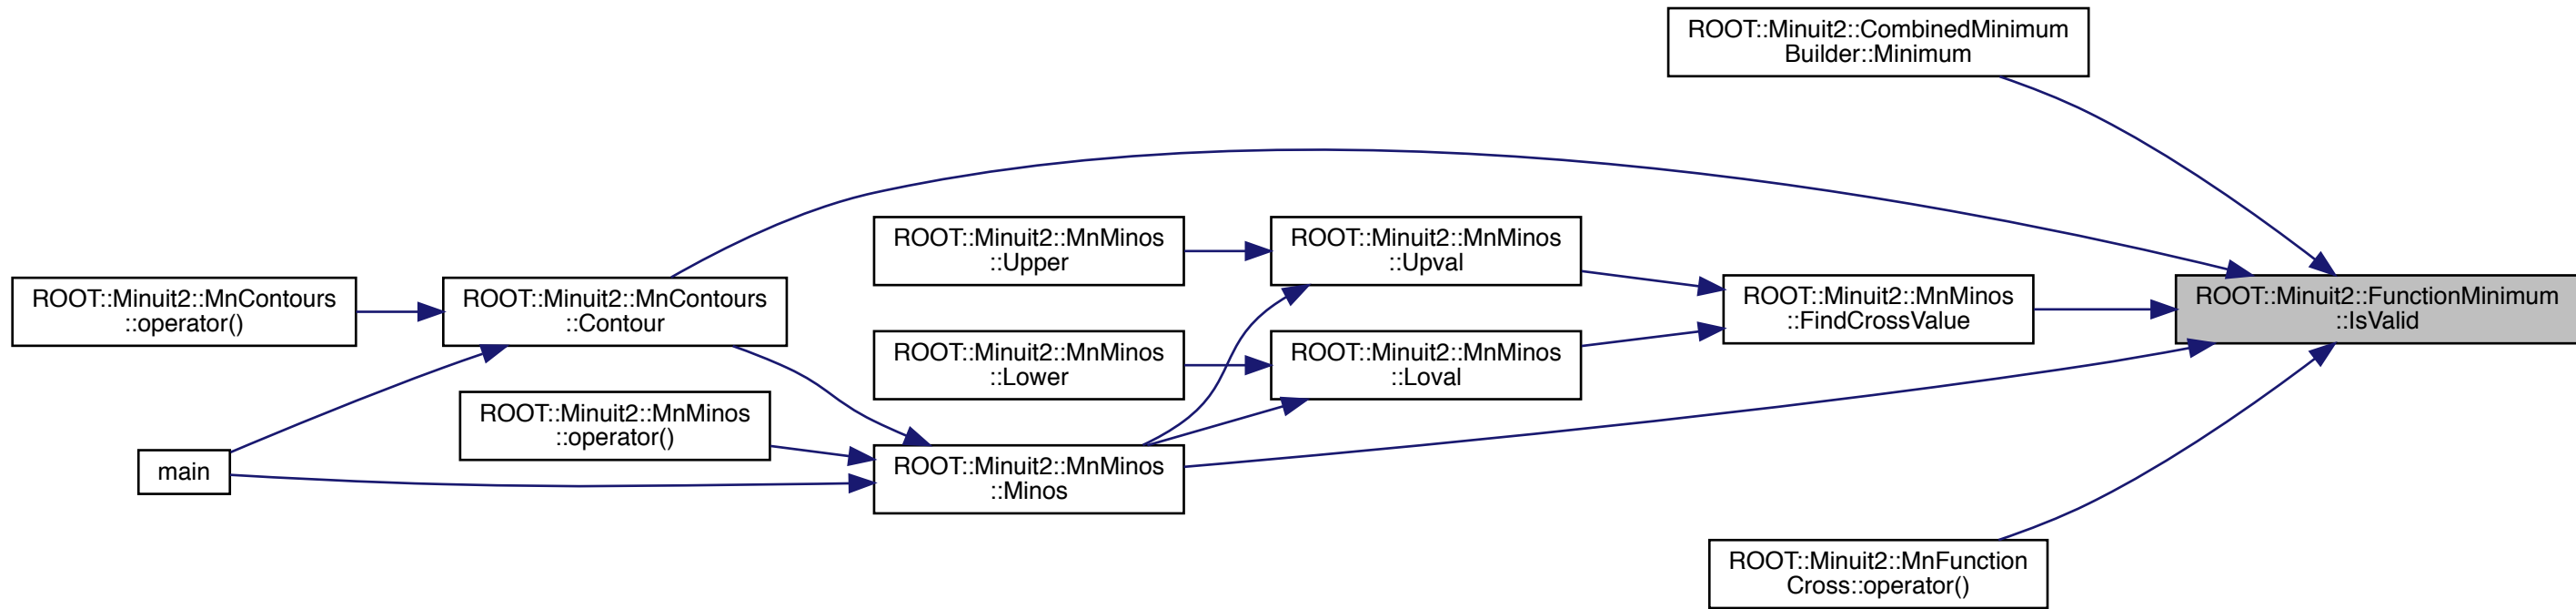 ROOT::Minuit2::CombinedMinimum
Builder::Minimum
ROOT::Minuit2::MnMinos
::Upper
ROOT::Minuit2::MnMinos
::Upval
ROOT::Minuit2::MnContours
::operator()
ROOT::Minuit2::MnContours
::Contour
ROOT::Minuit2::MnMinos
::FindCrossValue
ROOT::Minuit2::FunctionMinimum
::IsValid
ROOT::Minuit2::MnMinos
::Lower
ROOT::Minuit2::MnMinos
::Loval
ROOT::Minuit2::MnMinos
::operator()
main
ROOT::Minuit2::MnMinos
::Minos
ROOT::Minuit2::MnFunction
Cross::operator()